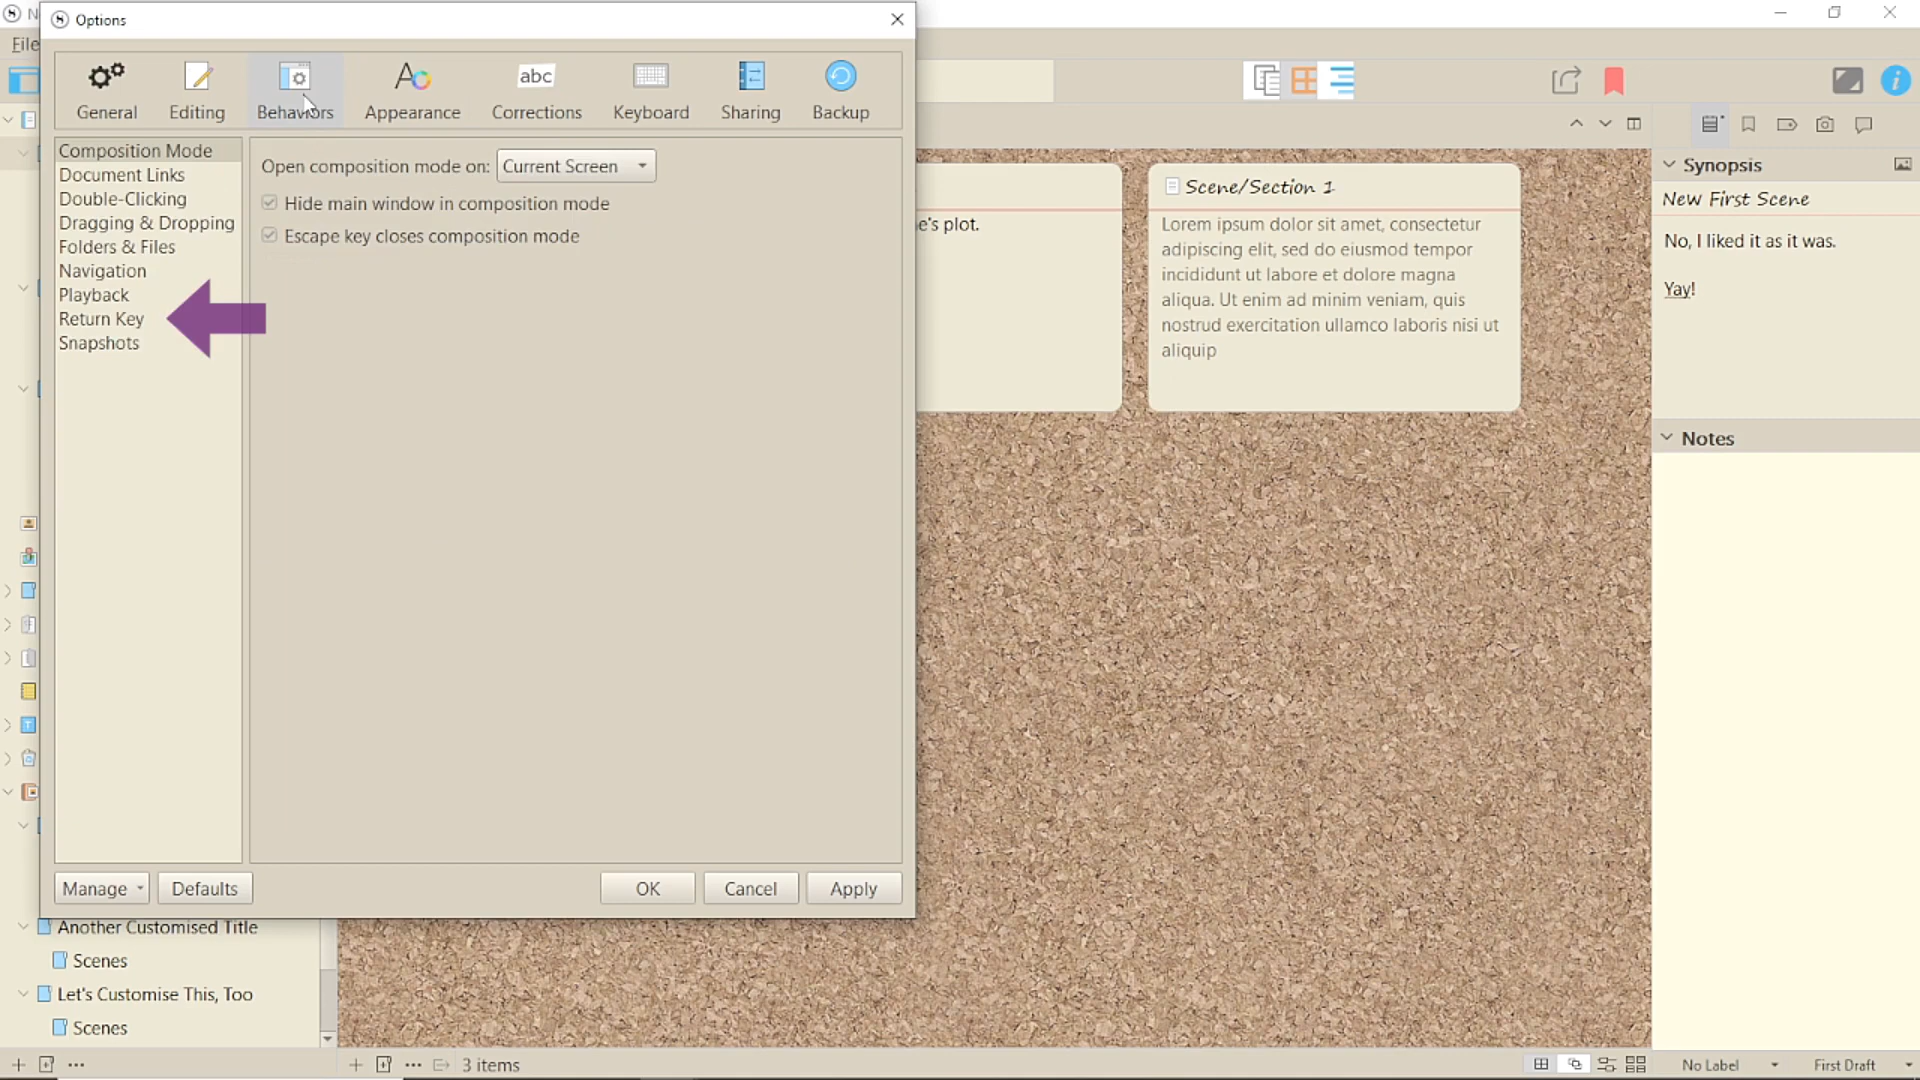 N
Options
File
General
Editing
Behaviors
Appearance
abc
Corrections
Keyboard
Sharing
Backup
Composition Mode
Document Links
Double-Clicking
Dragging & Dropping
Folders & Files
Navigation
Playback
Return Key
Snapshots
Open composition mode on: Current Screen
Hide main window in composition mode
Escape key closes composition mode
Manage
Defaults
OK
Cancel
Apply
e's plot.
Scene/Section 1
Lorem ipsum dolor sit amet, consectetur
adipiscing elit, sed do eiusmod tempor
incididunt ut labore et dolore magna
aliqua. Ut enim ad minim veniam, quis
nostrud exercitation ullamco laboris nisi ut
aliquip
Synopsis
New First Scene
No, I liked it as it was.
Yay!
Notes
Another Customised Title
Scenes
Let's Customise This, Too
Scenes
3 items
No Label
First Draft